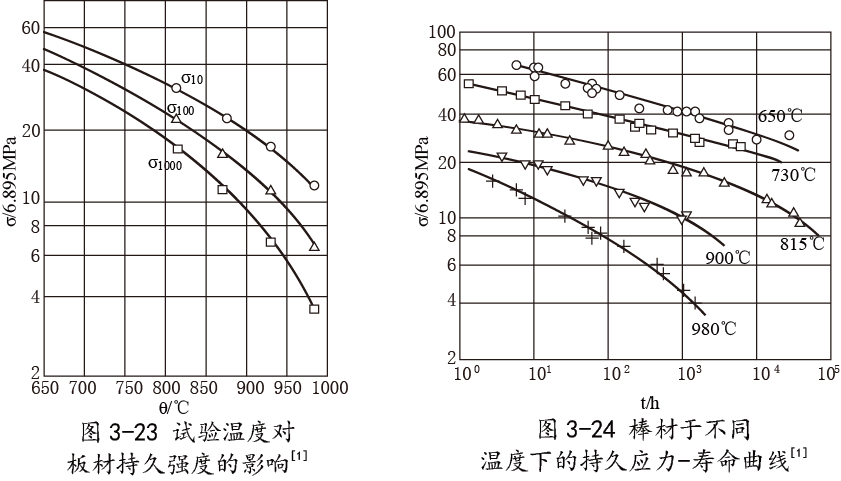 60
40
20
10
8
6
4
2
σ/6.895MPa
σ10
σ100
σ1000
650 700 750 800 850 900 950 1000
θ/℃
图 3-23 试验温度对
板材持久强度的影响[1]
100
80
60
40
20
10
8
6
4
2
σ/6.895MPa
650℃
730℃
815℃
900℃
980℃
10⁰ 10¹ 10² 10³ 10⁴ 10⁵
t/h
图 3-24 棒材于不同
温度下的持久应力-寿命曲线[1]